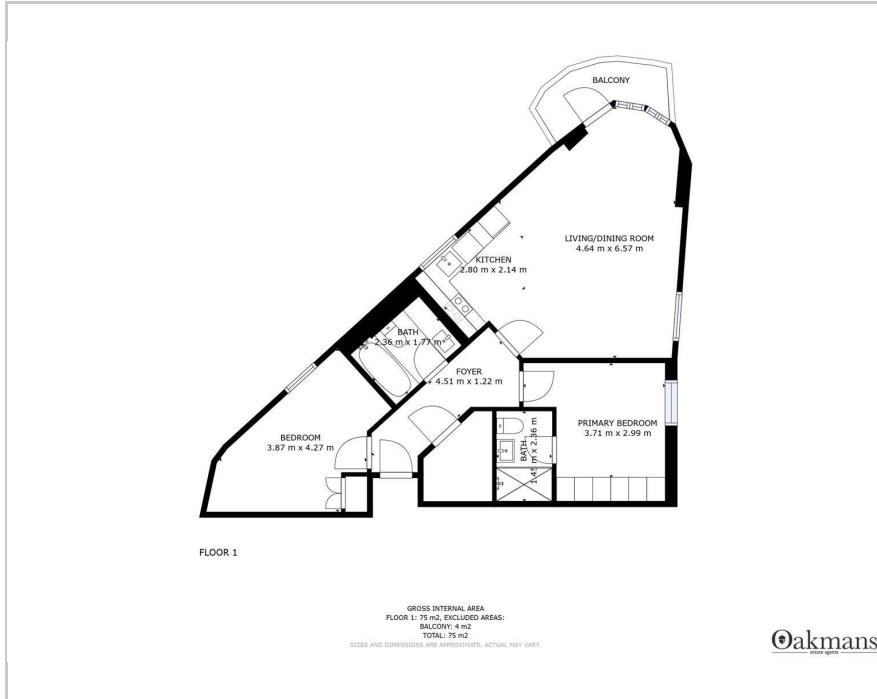 BALCONY
LIVING/DINING ROOM
4.64 m x 6.57 m
KITCHEN
2.80 m x 2.14 m
BATH
2.36 m x 1.77 m
FOYER
4.51 m x 1.22 m
PRIMARY BEDROOM
3.71 m x 2.99 m
BATH
1.45 m x 2.36 m
BEDROOM
3.87 m x 4.27 m
FLOOR 1
GROSS INTERNAL AREA
FLOOR 1: 75 m2, EXCLUDED AREAS:
BALCONY: 4 m2
TOTAL: 75 m2
SIZES AND DIMENSIONS ARE APPROXIMATE, ACTUAL MAY VARY.
Oakmans
estate agents